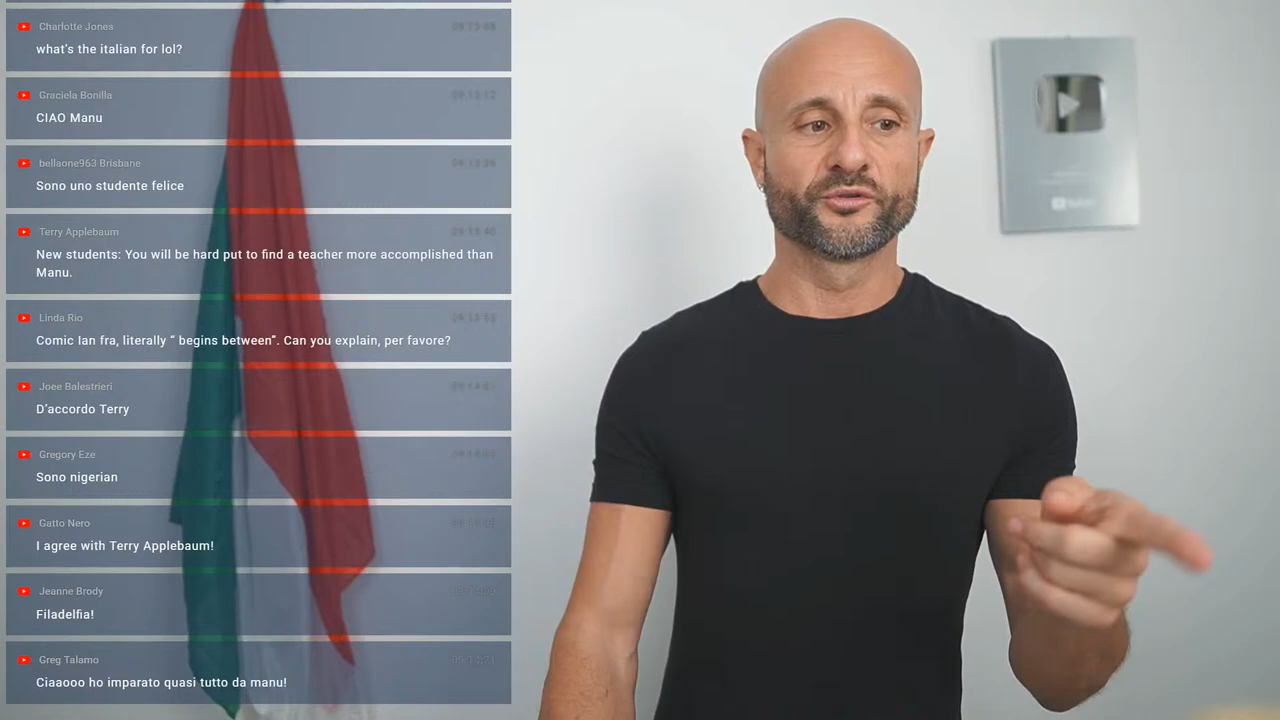 Charlotte Jones
what's the italian for lol?
Graciela Bonilla
CIAO Manu
bellaone963 Brisbane
Sono uno studente felice
Terry Applebaum
New students: You will be hard put to find a teacher more accomplished than
Manu.
Linda Rio
Comic Ian fra, literally “ begins between”. Can you explain, per favore?
Joee Balestrieri
D’accordo Terry
Gregory Eze
Sono nigerian
Gatto Nero
I agree with Terry Applebaum!
Jeanne Brody
Filadelfia!
Greg Talamo
Ciaaooo ho imparato quasi tutto da manu!